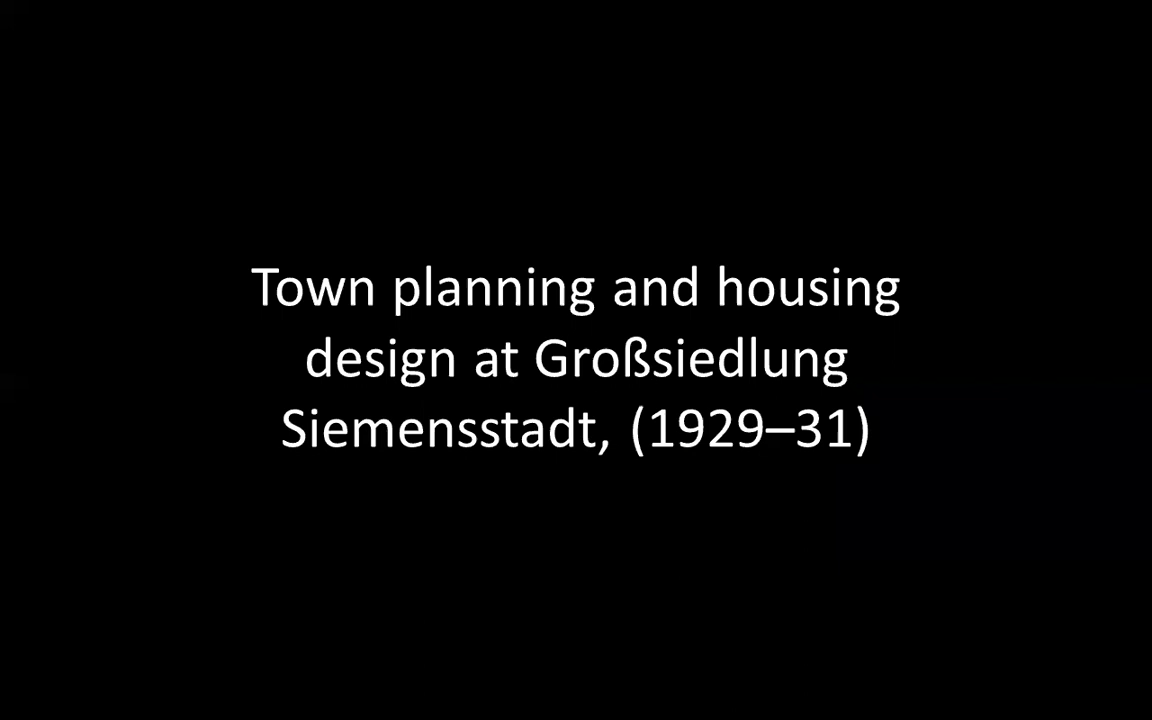 Town planning and housing
design at Großsiedlung
Siemensstadt, (1929–31)